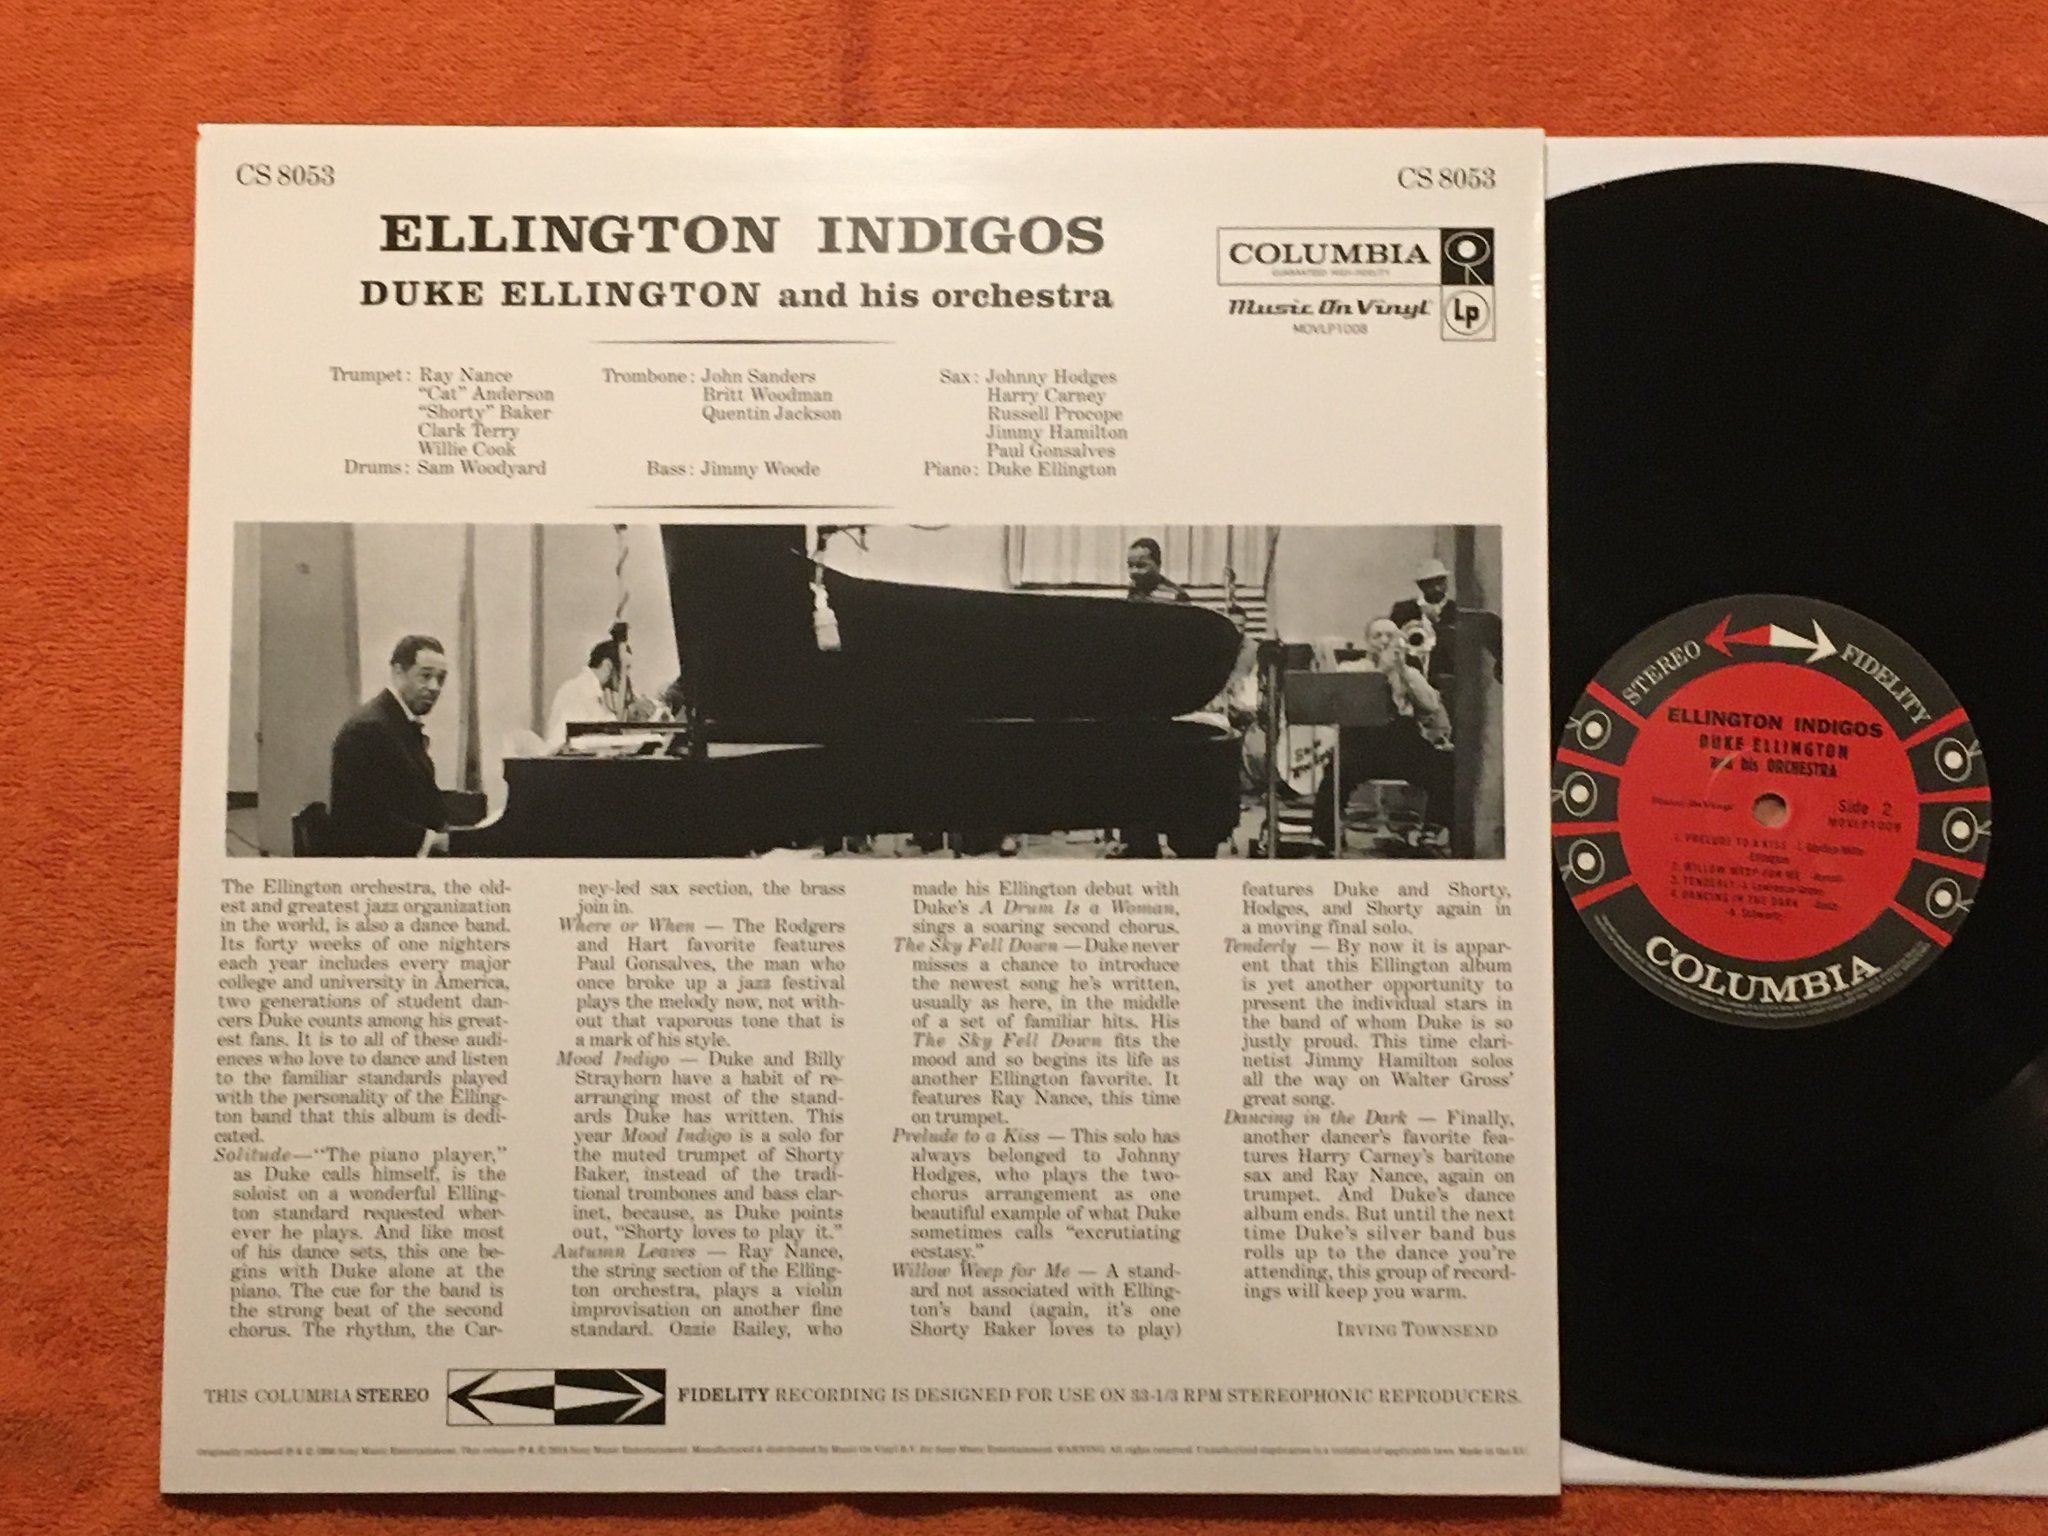 CS 8053
CS 8053
ELLINGTON INDIGOS
DUKE ELLINGTON and his orchestra
COLUMBIA
GUARANTEED HIGH-FIDELITY
Music On Vinyl
MOVLP1008
Lp
Trumpet: Ray Nance
"Cat" Anderson
"Shorty" Baker
Clark Terry
Willie Cook
Drums: Sam Woodyard
Trombone: John Sanders
Britt Woodman
Quentin Jackson
Bass: Jimmy Woode
Sax: Johnny Hodges
Harry Carney
Russell Procope
Jimmy Hamilton
Paul Gonsalves
Piano: Duke Ellington
The Ellington orchestra, the old-
est and greatest jazz organization
in the world, is also a dance band.
Its forty weeks of one nighters
each year includes every major
college and university in America,
two generations of student dan-
cers Duke counts among his great-
est fans. It is to all of these audi-
ences who love to dance and listen
to the familiar standards played
with the personality of the Elling-
ton band that this album is dedi-
cated.
Solitude—"The piano player,"
as Duke calls himself, is the
soloist on a wonderful Elling-
ton standard requested wher-
ever he plays. And like most
of his dance sets, this one be-
gins with Duke alone at the
piano. The cue for the band is
the strong beat of the second
chorus. The rhythm, the Car-
ney-led sax section, the brass
join in.
Where or When — The Rodgers
and Hart favorite features
Paul Gonsalves, the man who
once broke up a jazz festival
plays the melody now, not with-
out that vaporous tone that is
a mark of his style.
Mood Indigo — Duke and Billy
Strayhorn have a habit of re-
arranging most of the stand-
ards Duke has written. This
year Mood Indigo is a solo for
the muted trumpet of Shorty
Baker, instead of the tradi-
tional trombones and bass clar-
inet, because, as Duke points
out, "Shorty loves to play it."
Autumn Leaves — Ray Nance,
the string section of the Elling-
ton orchestra, plays a violin
improvisation on another fine
standard. Ozzie Bailey, who
made his Ellington debut with
Duke's A Drum Is a Woman,
sings a soaring second chorus.
The Sky Fell Down — Duke never
misses a chance to introduce
the newest song he's written,
usually as here, in the middle
of a set of familiar hits. His
The Sky Fell Down fits the
mood and so begins its life as
another Ellington favorite. It
features Ray Nance, this time
on trumpet.
Prelude to a Kiss — This solo has
always belonged to Johnny
Hodges, who plays the two-
chorus arrangement as one
beautiful example of what Duke
sometimes calls "excrutiating
ecstasy."
Willow Weep for Me — A stand-
ard not associated with Elling-
ton's band (again, it's one
Shorty Baker loves to play)
features Duke and Shorty,
Hodges, and Shorty again in
a moving final solo.
Tenderly — By now it is appar-
ent that this Ellington album
is yet another opportunity to
present the individual stars in
the band of whom Duke is so
justly proud. This time clari-
netist Jimmy Hamilton solos
all the way on Walter Gross'
great song.
Dancing in the Dark — Finally,
another dancer's favorite fea-
tures Harry Carney's baritone
sax and Ray Nance, again on
trumpet. And Duke's dance
album ends. But until the next
time Duke's silver band bus
rolls up to the dance you're
attending, this group of record-
ings will keep you warm.
IRVING TOWNSEND
THIS COLUMBIA STEREO FIDELITY RECORDING IS DESIGNED FOR USE ON 33-1/3 RPM STEREOPHONIC REPRODUCERS.
STEREO FIDELITY
ELLINGTON INDIGOS
DUKE ELLINGTON
and his ORCHESTRA
Music On Vinyl
Side 2
MOVLP1008
1. PRELUDE TO A KISS
Ellington
2. WILLOW WEEP FOR ME
3. TENDERLY
4. DANCING IN THE DARK
COLUMBIA